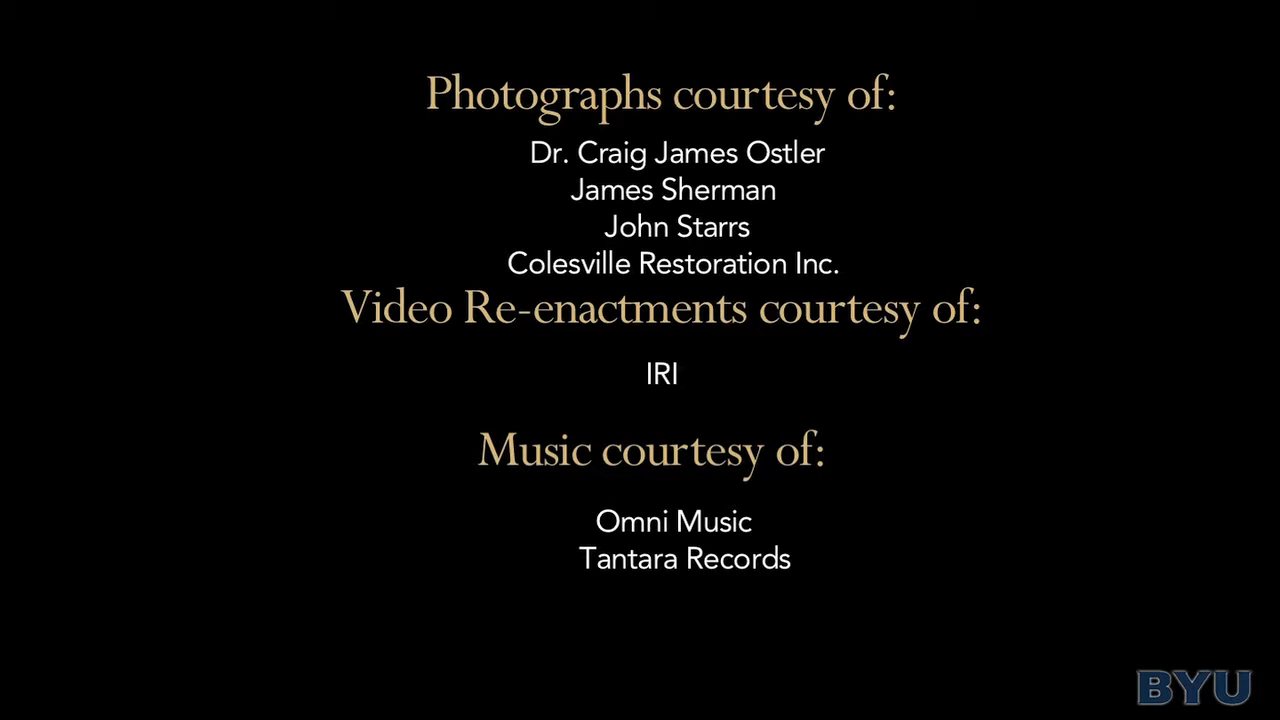 Photographs courtesy of:
Dr. Craig James Ostler
James Sherman
John Starrs
Colesville Restoration Inc.
Video Re-enactments courtesy of:
IRI
Music courtesy of:
Omni Music
Tantara Records
BYU